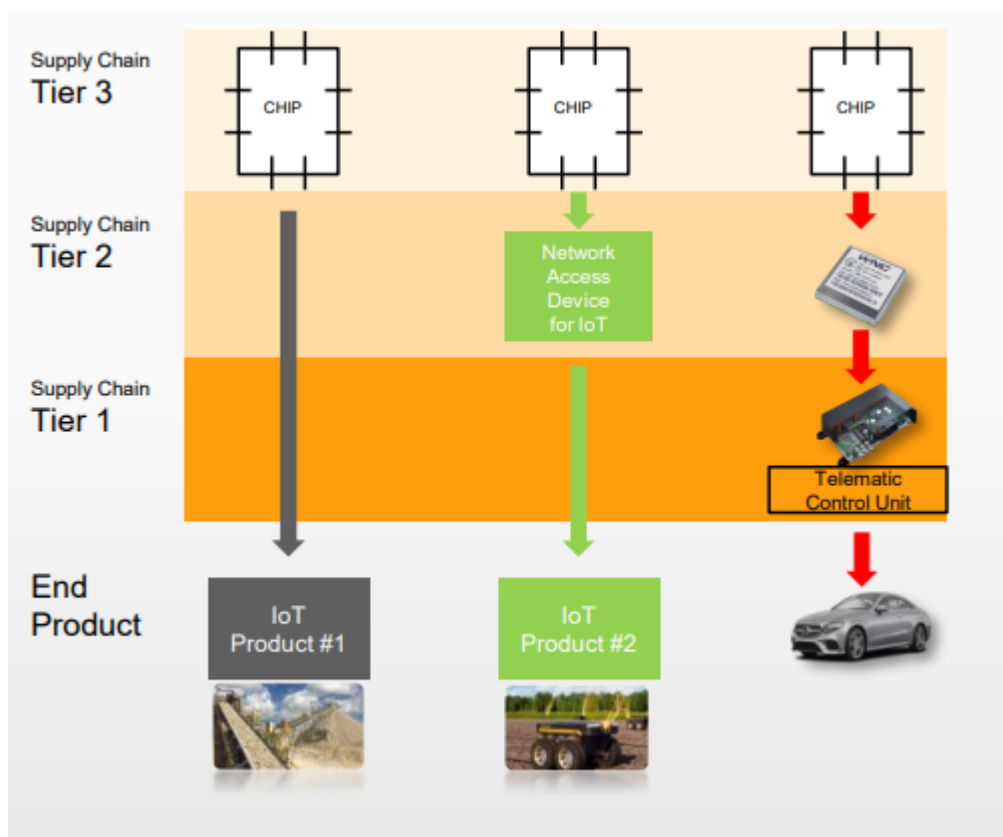 Supply Chain
Tier 3
CHIP
CHIP
CHIP
Supply Chain
Tier 2
Network
Access
Device
for IoT
WNC
Supply Chain
Tier 1
Telematic
Control Unit
End
Product
IoT
Product #1
IoT
Product #2